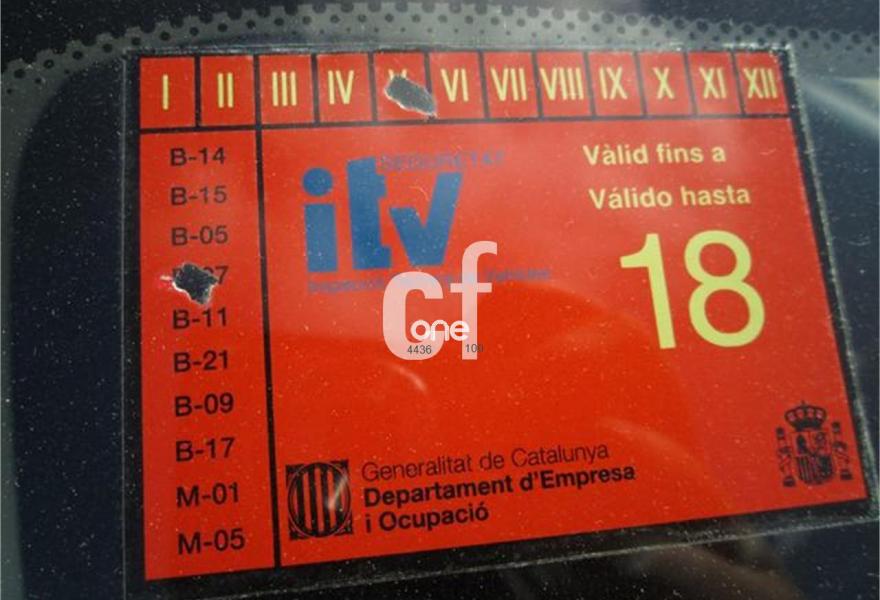 I II III IV VI VII VIII IX X XI XII
B-14
B-15
B-05
B-11
B-21
B-09
B-17
M-01
M-05
SEGURETAT
itv
Vàlid fins a
Válido hasta
18
cf
one
4436 100
Generalitat de Catalunya
Departament d'Empresa
i Ocupació